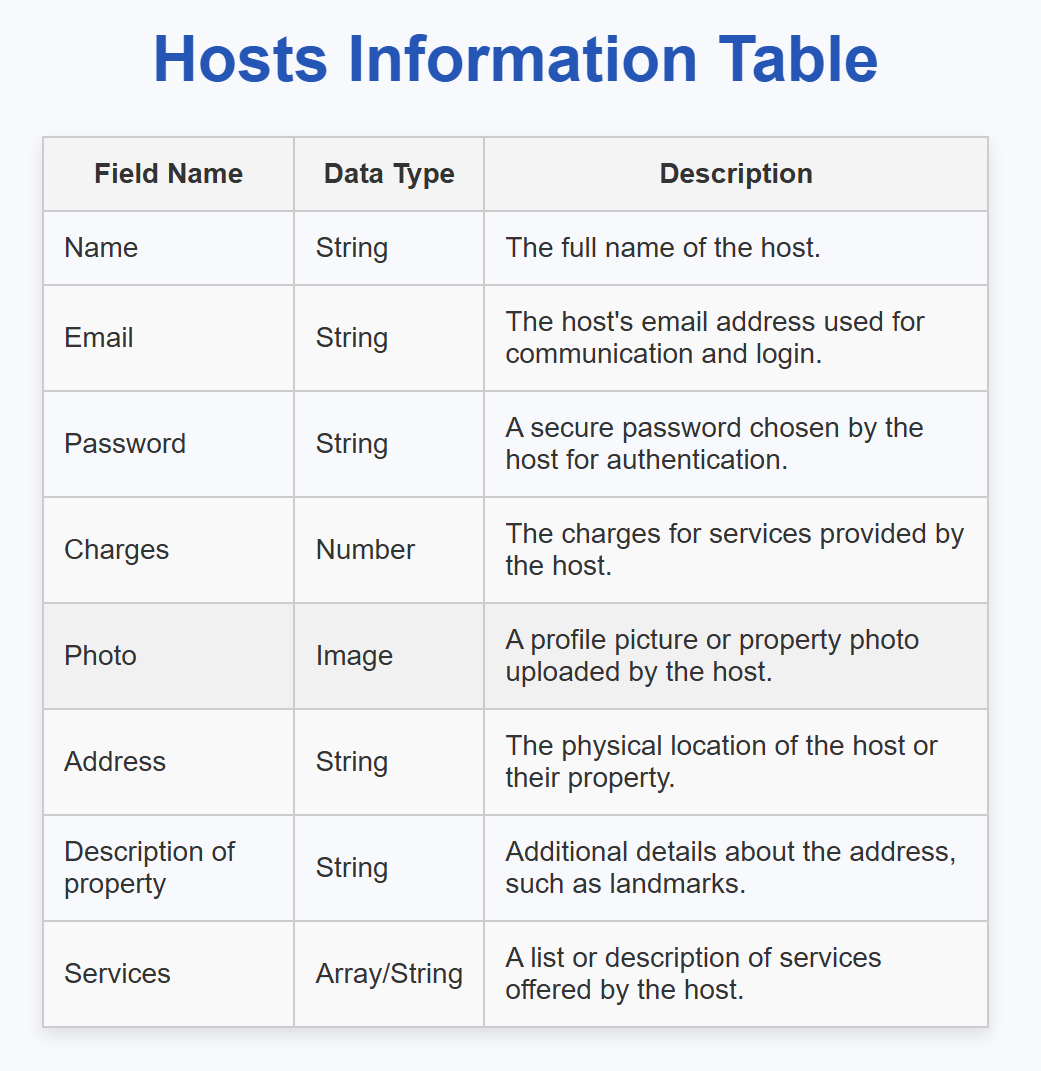 Hosts Information Table
Field Name Data Type Description
Name String The full name of the host.
Email String The host's email address used for
communication and login.
Password String A secure password chosen by the
host for authentication.
Charges Number The charges for services provided by
the host.
Photo Image A profile picture or property photo
uploaded by the host.
Address String The physical location of the host or
their property.
Description of
property String Additional details about the address,
such as landmarks.
Services Array/String A list or description of services
offered by the host.